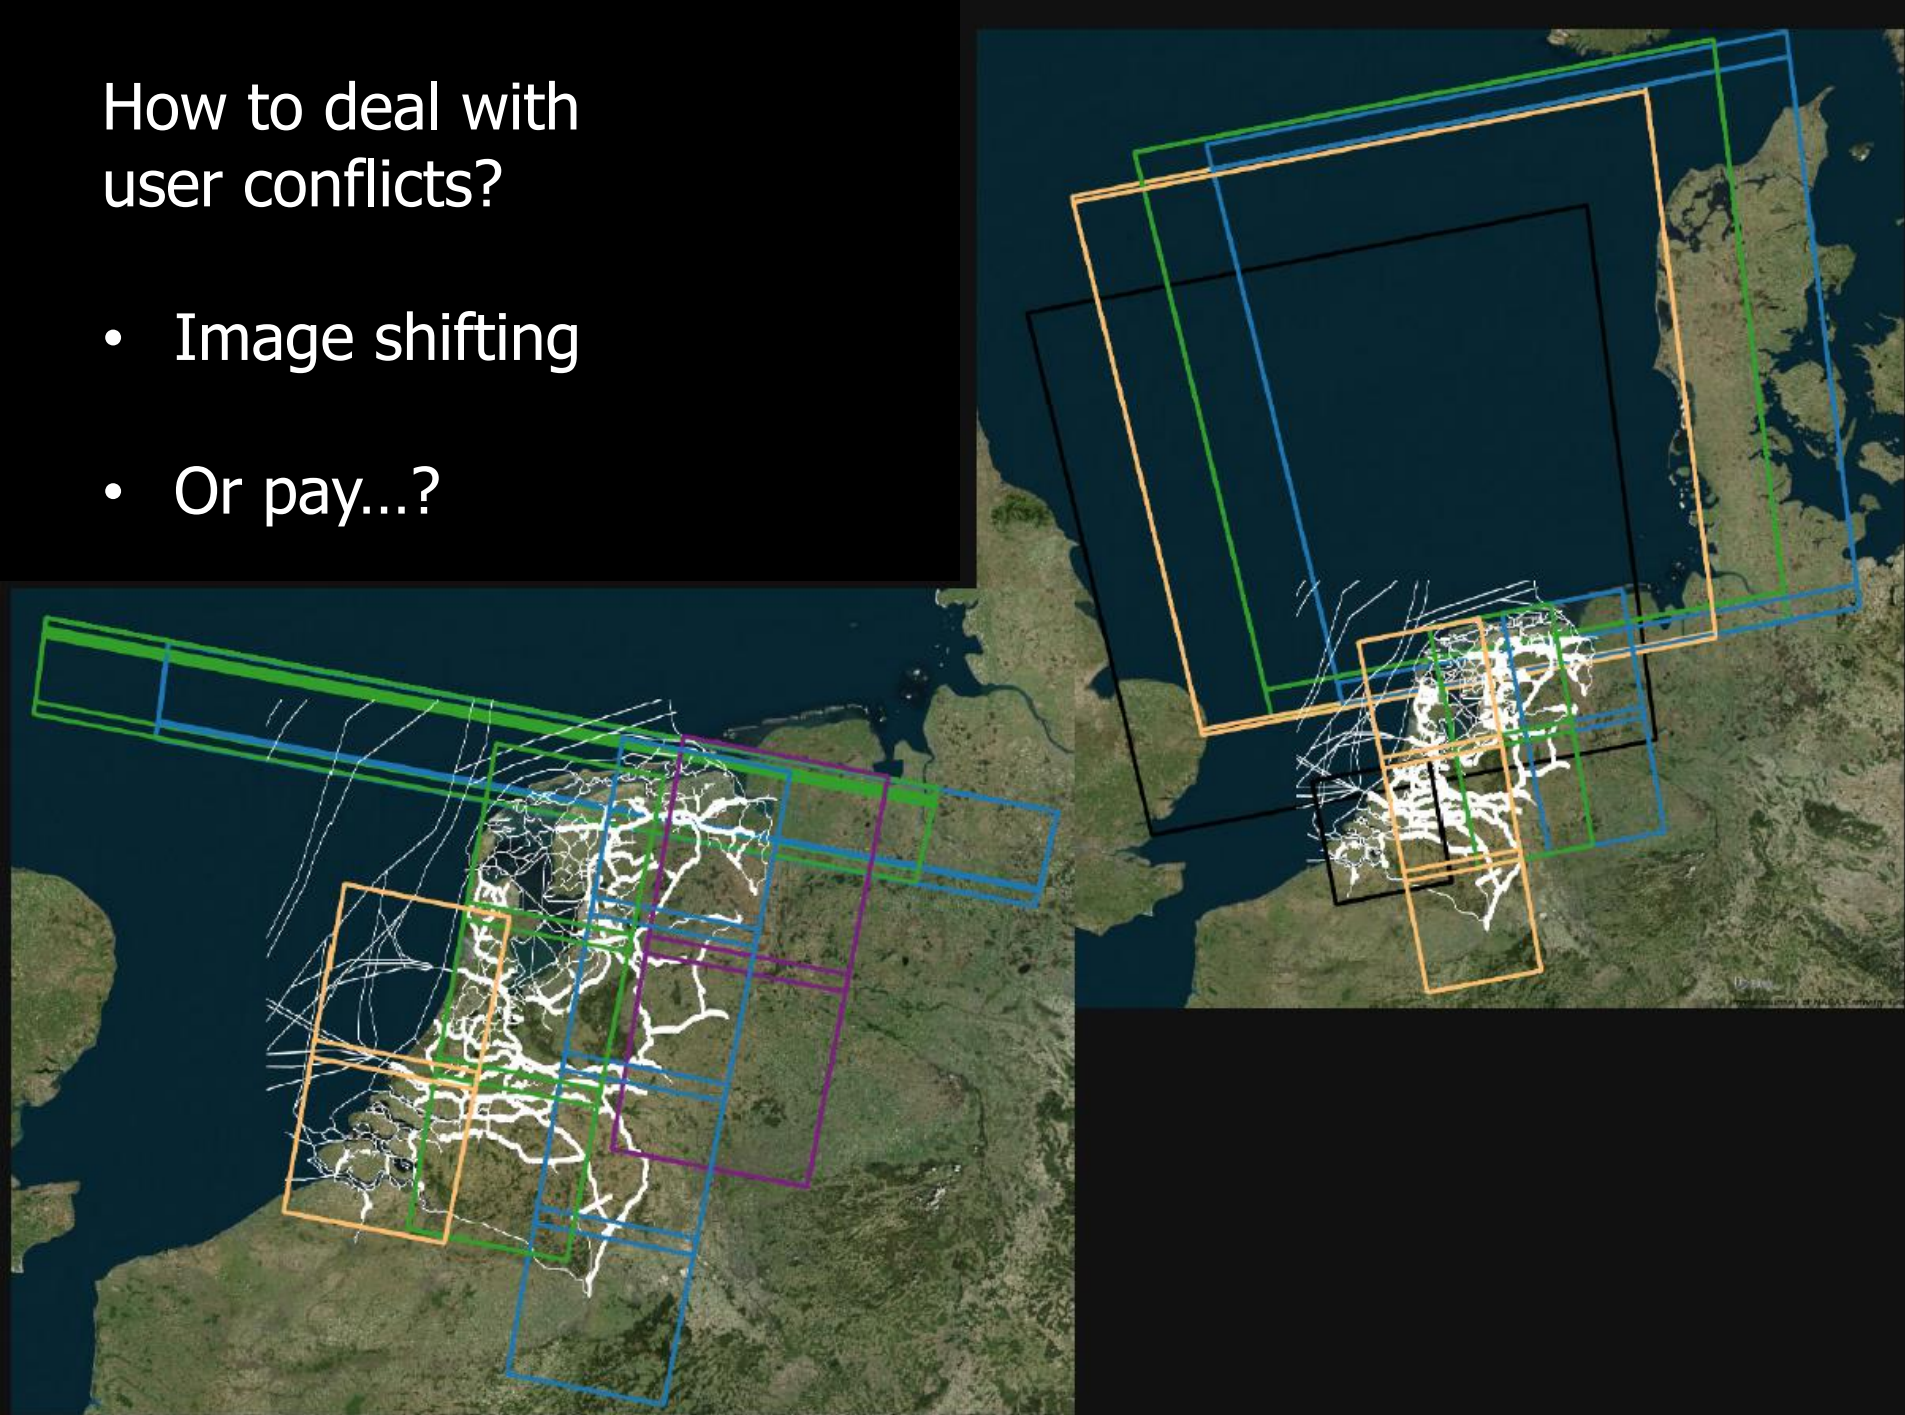 How to deal with
user conflicts?
• Image shifting
• Or pay...?